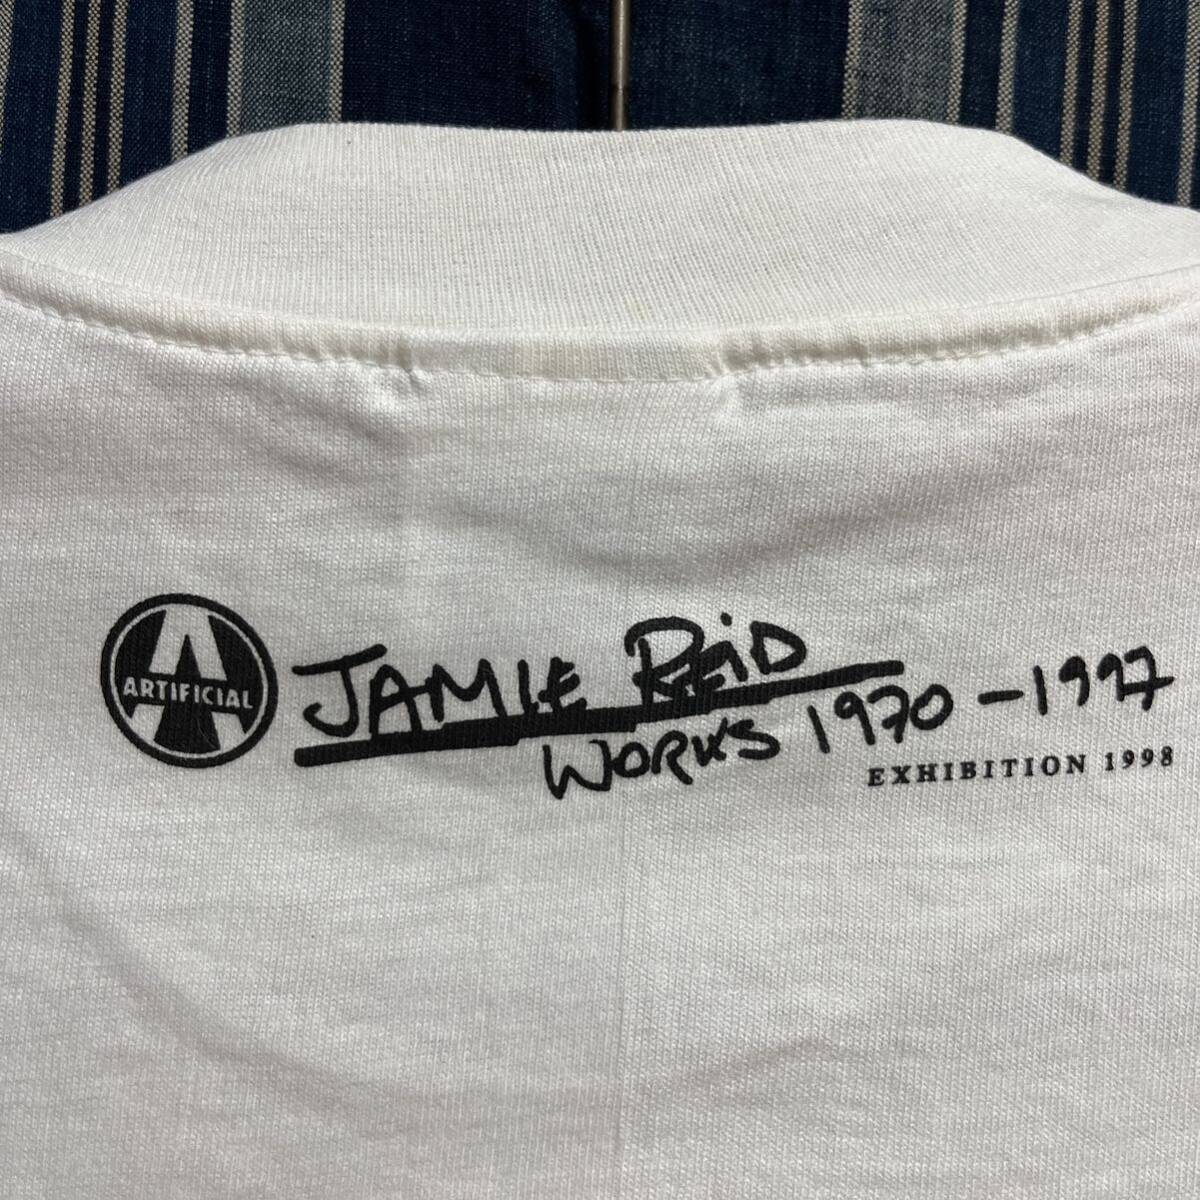 ARTIFICIAL
JAMIE REiD
WORKS 1970 - 1997
EXHIBITION 1998